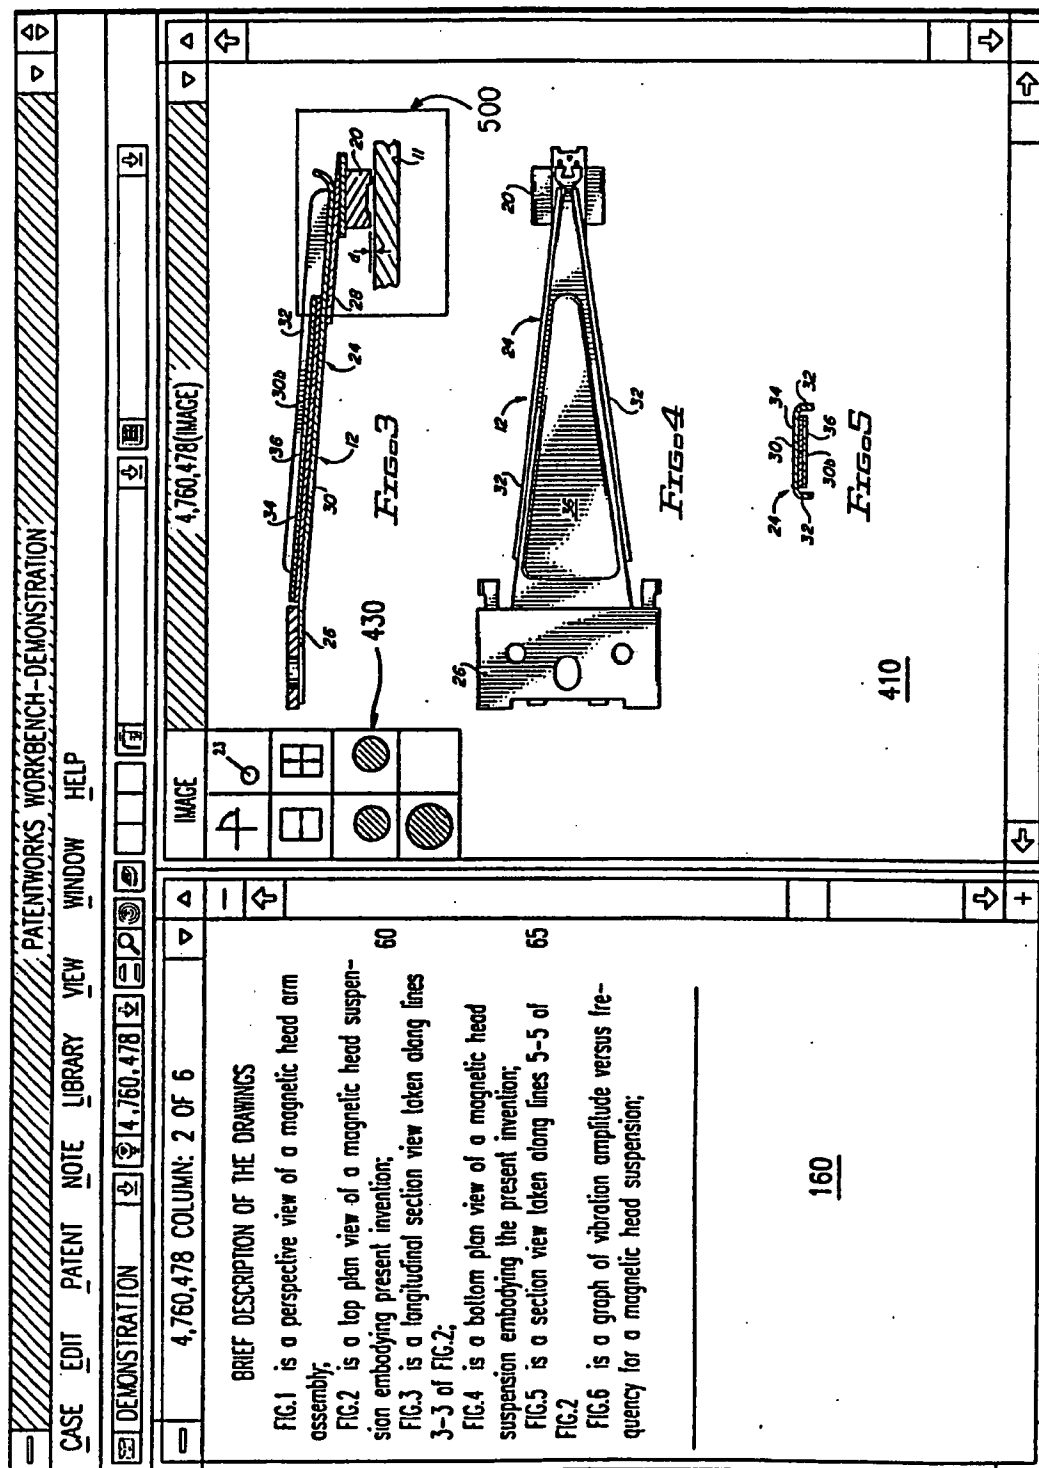 PATENTWORKS WORKBENCH-DEMONSTRATION
CASE EDIT PATENT NOTE LIBRARY VIEW WINDOW HELP
DEMONSTRATION 4,760,478
4,760,478 COLUMN: 2 OF 6
BRIEF DESCRIPTION OF THE DRAWINGS
FIG.1 is a perspective view of a magnetic head arm
assembly;
FIG.2 is a top plan view of a magnetic head suspen-
sion embodying present invention; 60
FIG.3 is a longitudinal section view taken along lines
3-3 of FIG.2;
FIG.4 is a bottom plan view of a magnetic head
suspension embodying the present invention;
FIG.5 is a section view taken along lines 5-5 of 65
FIG.2
FIG.6 is a graph of vibration amplitude versus fre-
quency for a magnetic head suspension;
160
4,760,478(IMAGE)
IMAGE
23
430
34 36 30b 32
26 30 12 24 28 d 20 11
FIG.3
500
26 32 12 24 20
36
32
FIG.4
24 30 34
32 30b 36 32
FIG.5
410